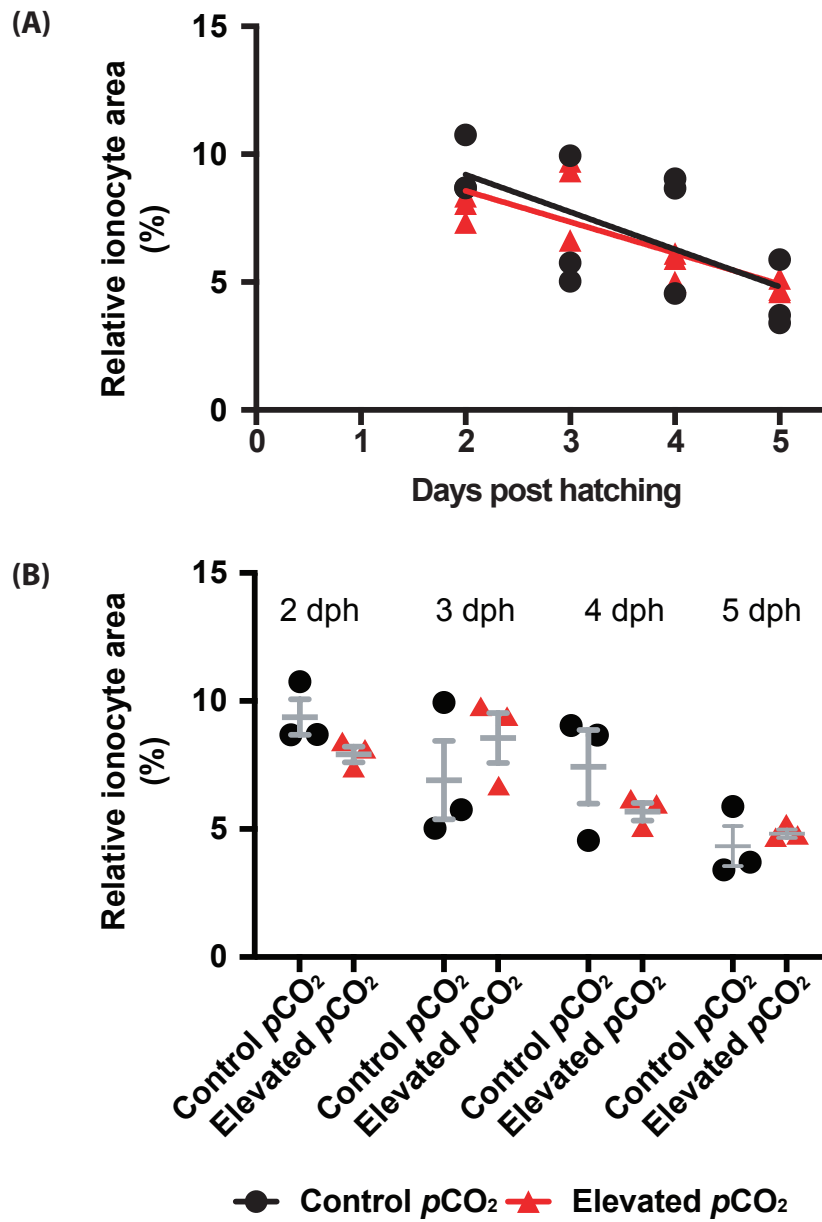 (A)
15
10
5
0
Relative ionocyte area
(%)
0 1 2 3 4 5
Days post hatching
(B)
15
10
5
0
Relative ionocyte area
(%)
2 dph 3 dph 4 dph 5 dph
Control pCO₂
Elevated pCO₂
Control pCO₂
Elevated pCO₂
Control pCO₂
Elevated pCO₂
Control pCO₂
Elevated pCO₂
Control pCO₂ Elevated pCO₂